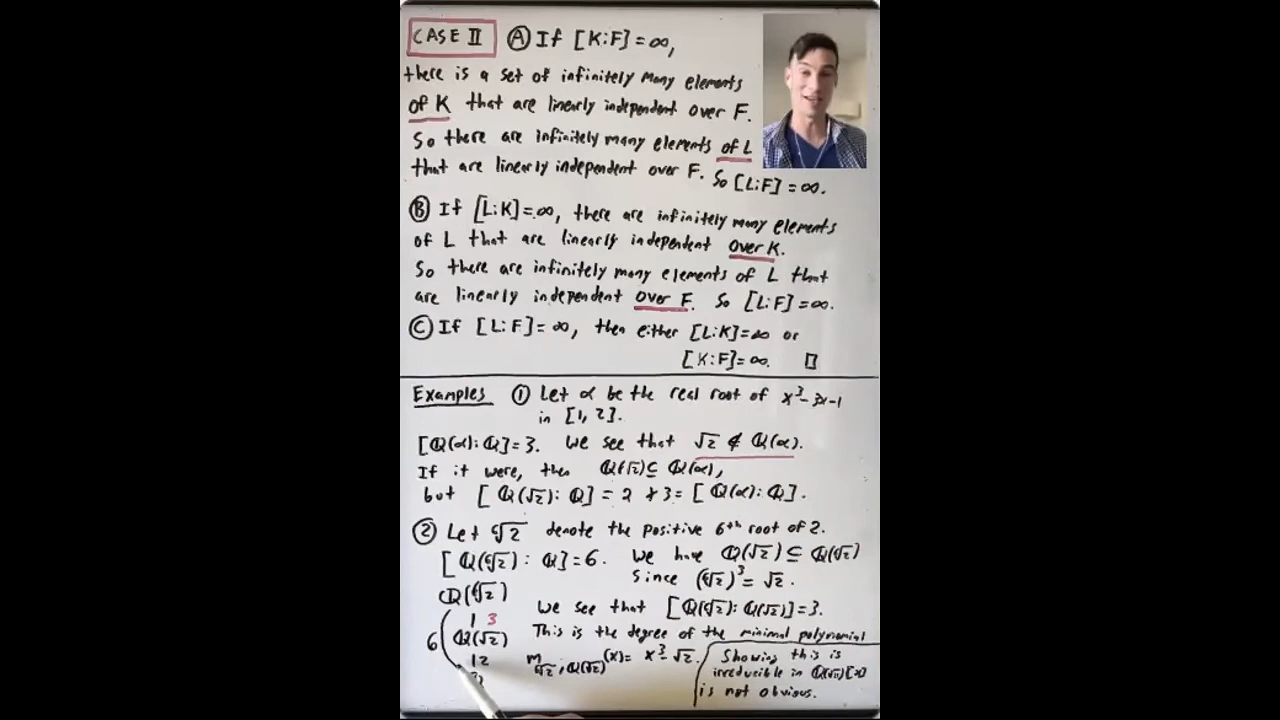 CASE II Ⓐ If [K:F] = ∞,
there is a set of infinitely many elements
of K that are linearly independent over F.
So there are infinitely many elements of L
that are linearly independent over F. So [L:F] = ∞.
Ⓑ If [L:K] = ∞, there are infinitely many elements
of L that are linearly independent over K.
So there are infinitely many elements of L that
are linearly independent over F. So [L:F] = ∞.
Ⓒ If [L:F] = ∞, then either [L:K] = ∞ or
[K:F] = ∞. □
Examples ① Let α be the real root of x³-3x-1
in [1, 2].
[ℚ(α):ℚ] = 3. We see that √2 ∉ ℚ(α).
If it were, then ℚ(√2) ⊆ ℚ(α),
but [ℚ(√2):ℚ] = 2 ∤ 3 = [ℚ(α):ℚ].
② Let ⁶√2 denote the positive 6th root of 2.
[ℚ(⁶√2):ℚ] = 6. We have ℚ(√2) ⊆ ℚ(⁶√2)
since (⁶√2)³ = √2.
ℚ(⁶√2)
We see that [ℚ(⁶√2):ℚ(√2)] = 3.
| 3
This is the degree of the minimal polynomial
6 ( ℚ(√2)
| 2
m ⁶√2, ℚ(√2) (x) = x³-√2.
Showing this is
irreducible in ℚ(√2)[x]
is not obvious.